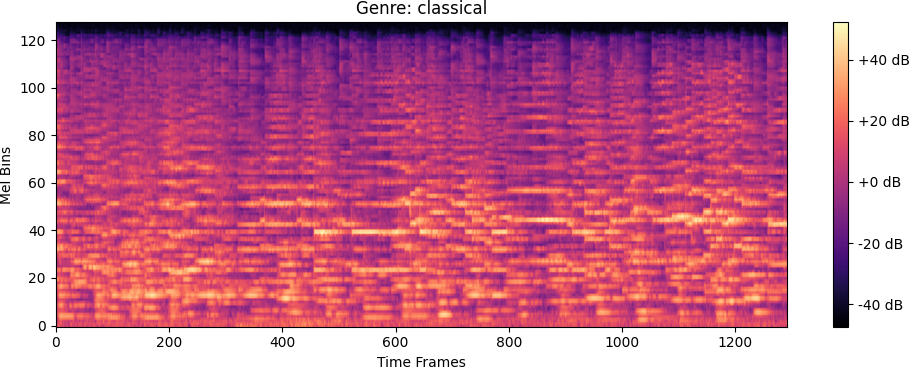 Genre: classical
Mel Bins
120
100
80
60
40
20
0
0 200 400 600 800 1000 1200
Time Frames
+40 dB
+20 dB
+0 dB
-20 dB
-40 dB